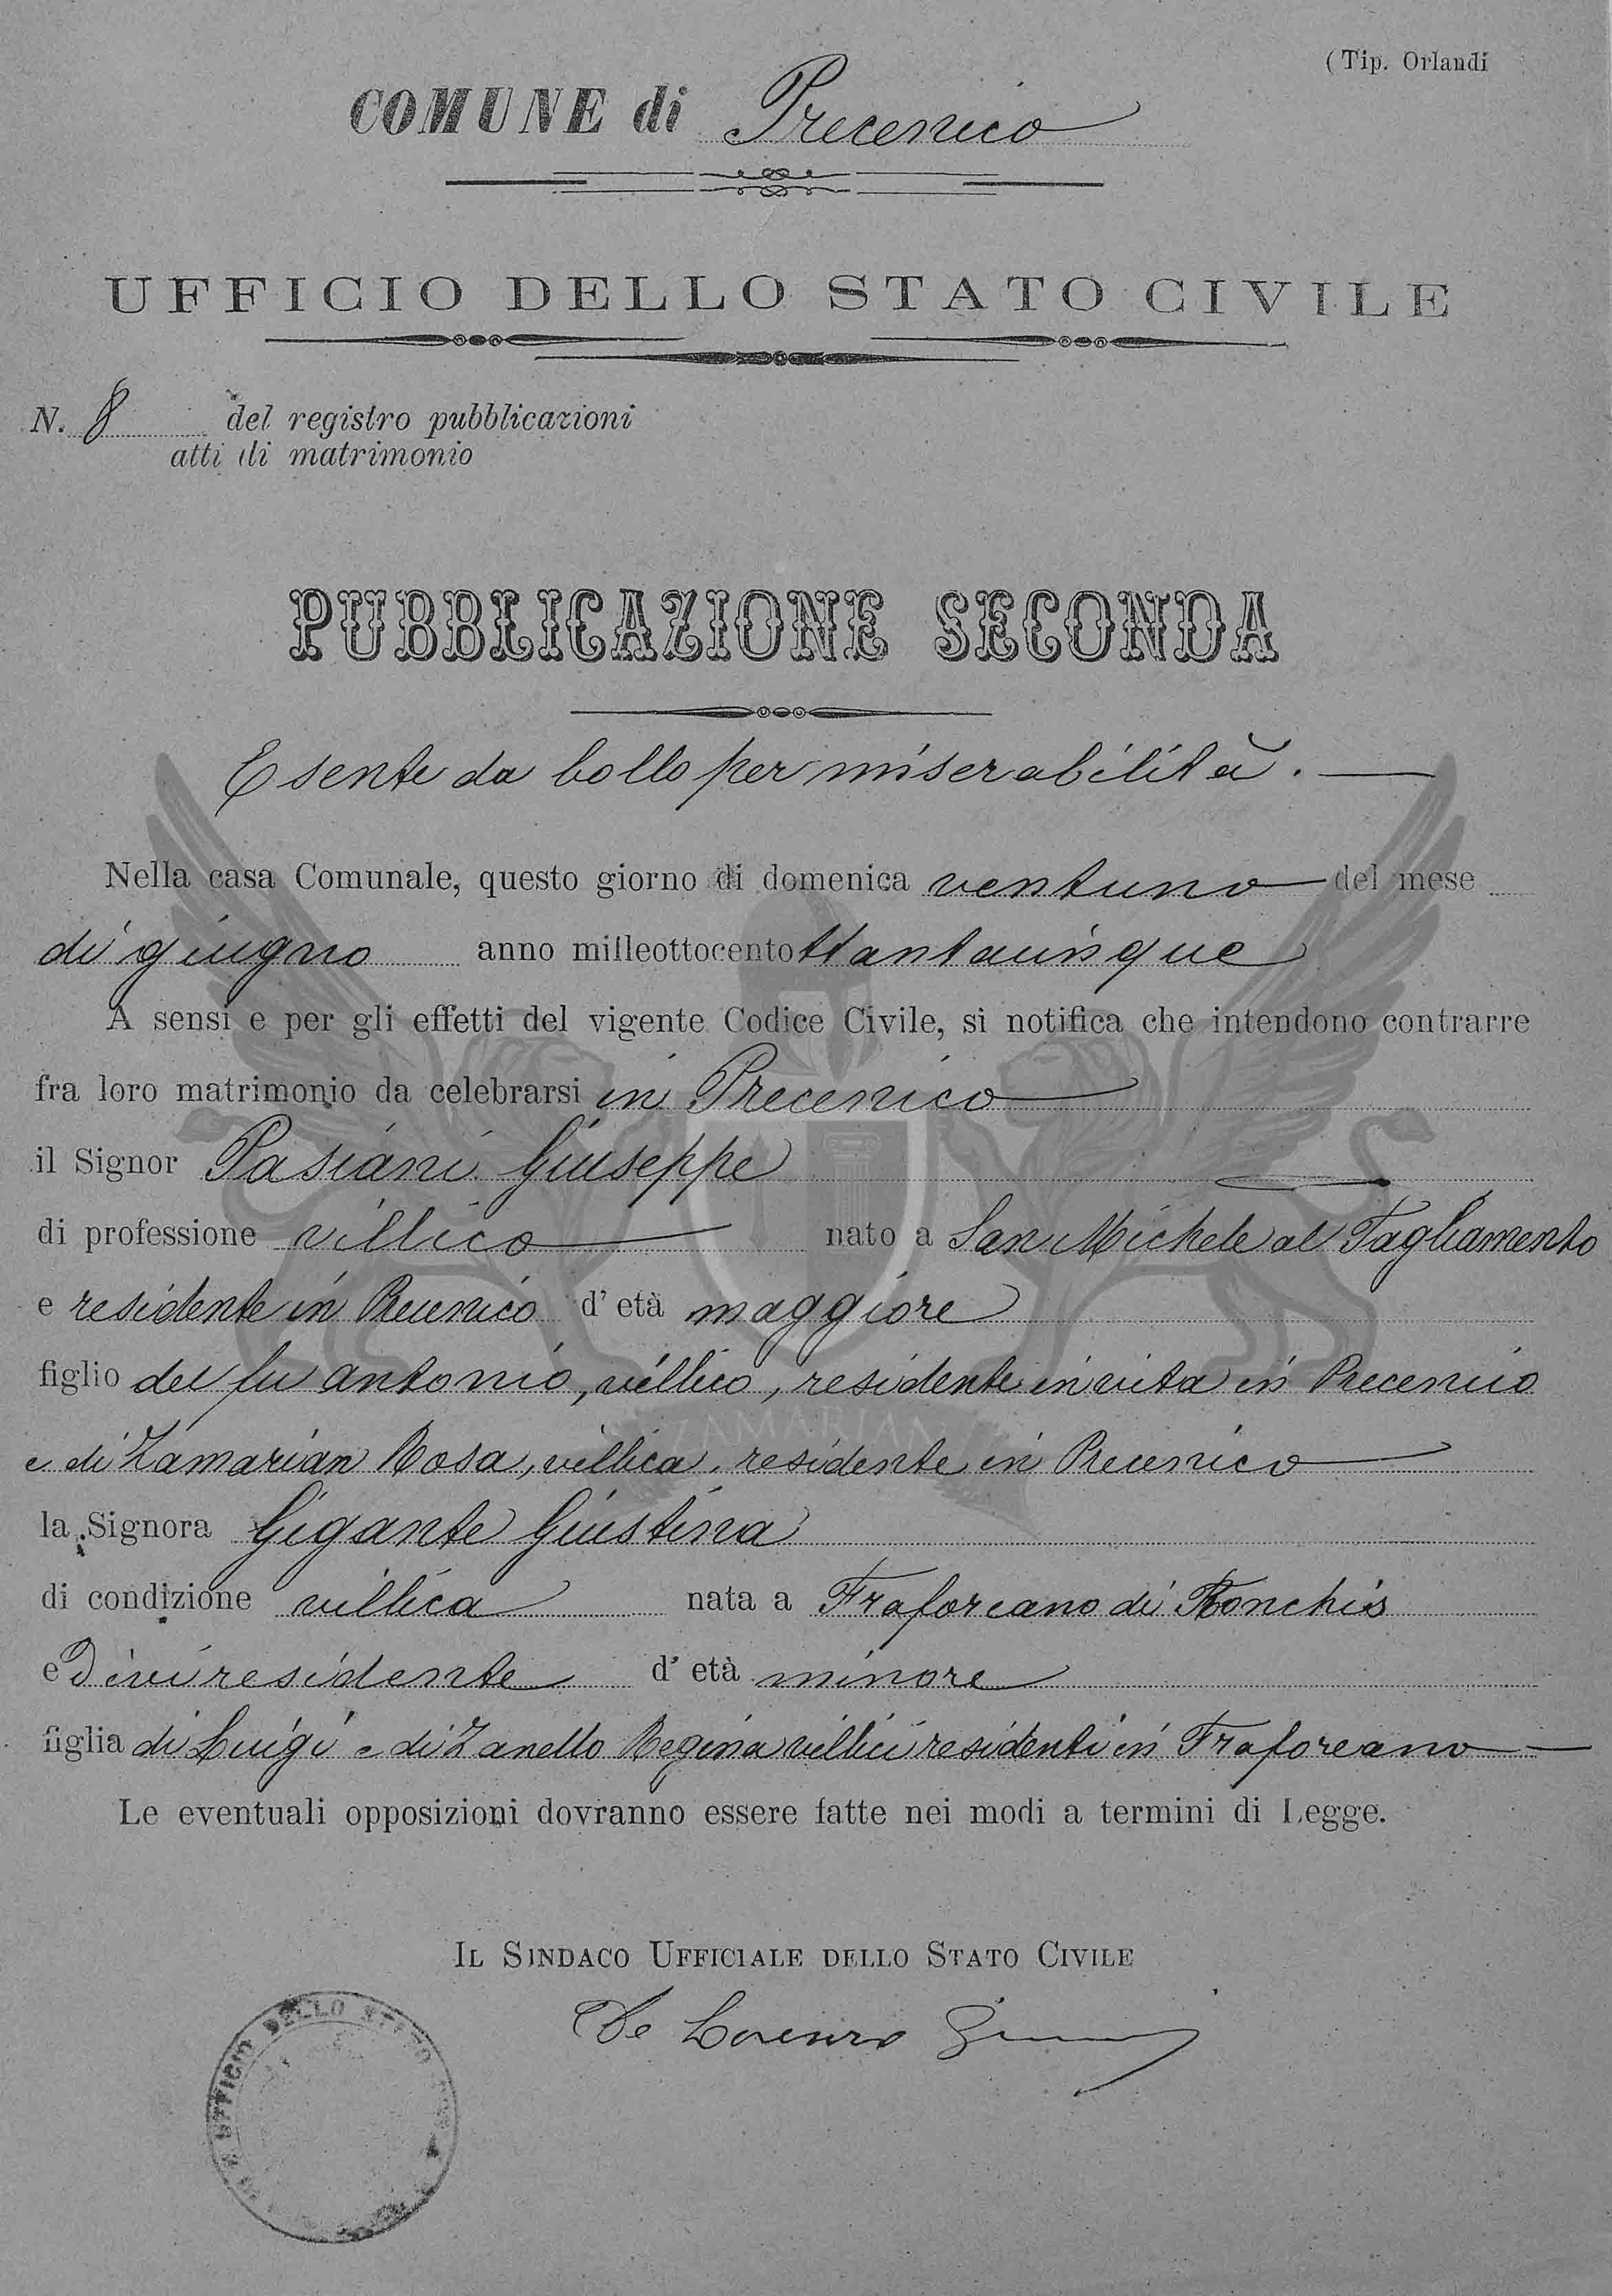 (Tip. Orlandi
COMUNE di Precenico
UFFICIO DELLO STATO CIVILE
N. 8 del registro pubblicazioni
atti di matrimonio
PUBBLICAZIONE SECONDA
Esente da bollo per miserabilità.
Nella casa Comunale, questo giorno di domenica ventuno del mese
di giugno anno milleottocentottantacinque
A sensi e per gli effetti del vigente Codice Civile, si notifica che intendono contrarre
fra loro matrimonio da celebrarsi in Precenico
il Signor Pasiani Giuseppe
di professione villico nato a San Michele al Tagliamento
e residente in Precenico d'età maggiore
figlio del fu Antonio, villico, residente in vita in Precenico
e di Zamarian Rosa, villica, residente in Precenico
la Signora Gigante Giustina
di condizione villica nata a Fraforeano di Ronchis
e ivi residente d'età minore
figlia di Luigi e di Zanello Regina villici residenti in Fraforeano
ZAMARIAN
Le eventuali opposizioni dovranno essere fatte nei modi a termini di Legge.
IL SINDACO UFFICIALE DELLO STATO CIVILE
De Lorenzo
UFFICIO DELLO STATO